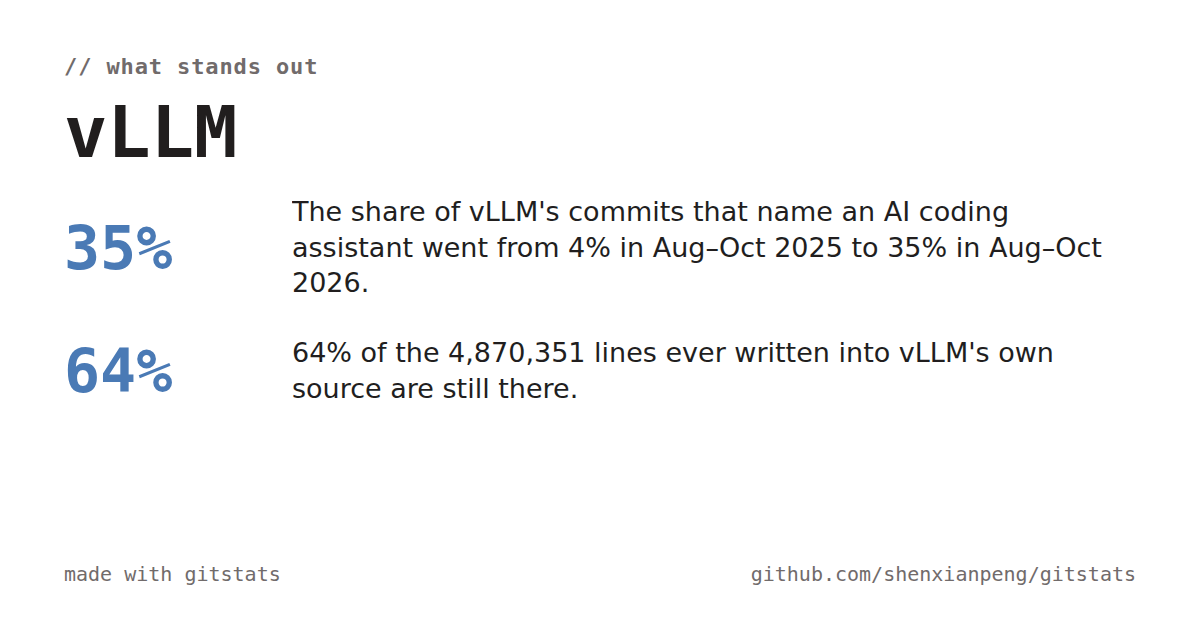 // what stands out
vLLM
35%
The share of vLLM's commits that name an AI coding
assistant went from 4% in Aug–Oct 2025 to 35% in Aug–Oct
2026.
64%
64% of the 4,870,351 lines ever written into vLLM's own
source are still there.
made with gitstats
github.com/shenxianpeng/gitstats